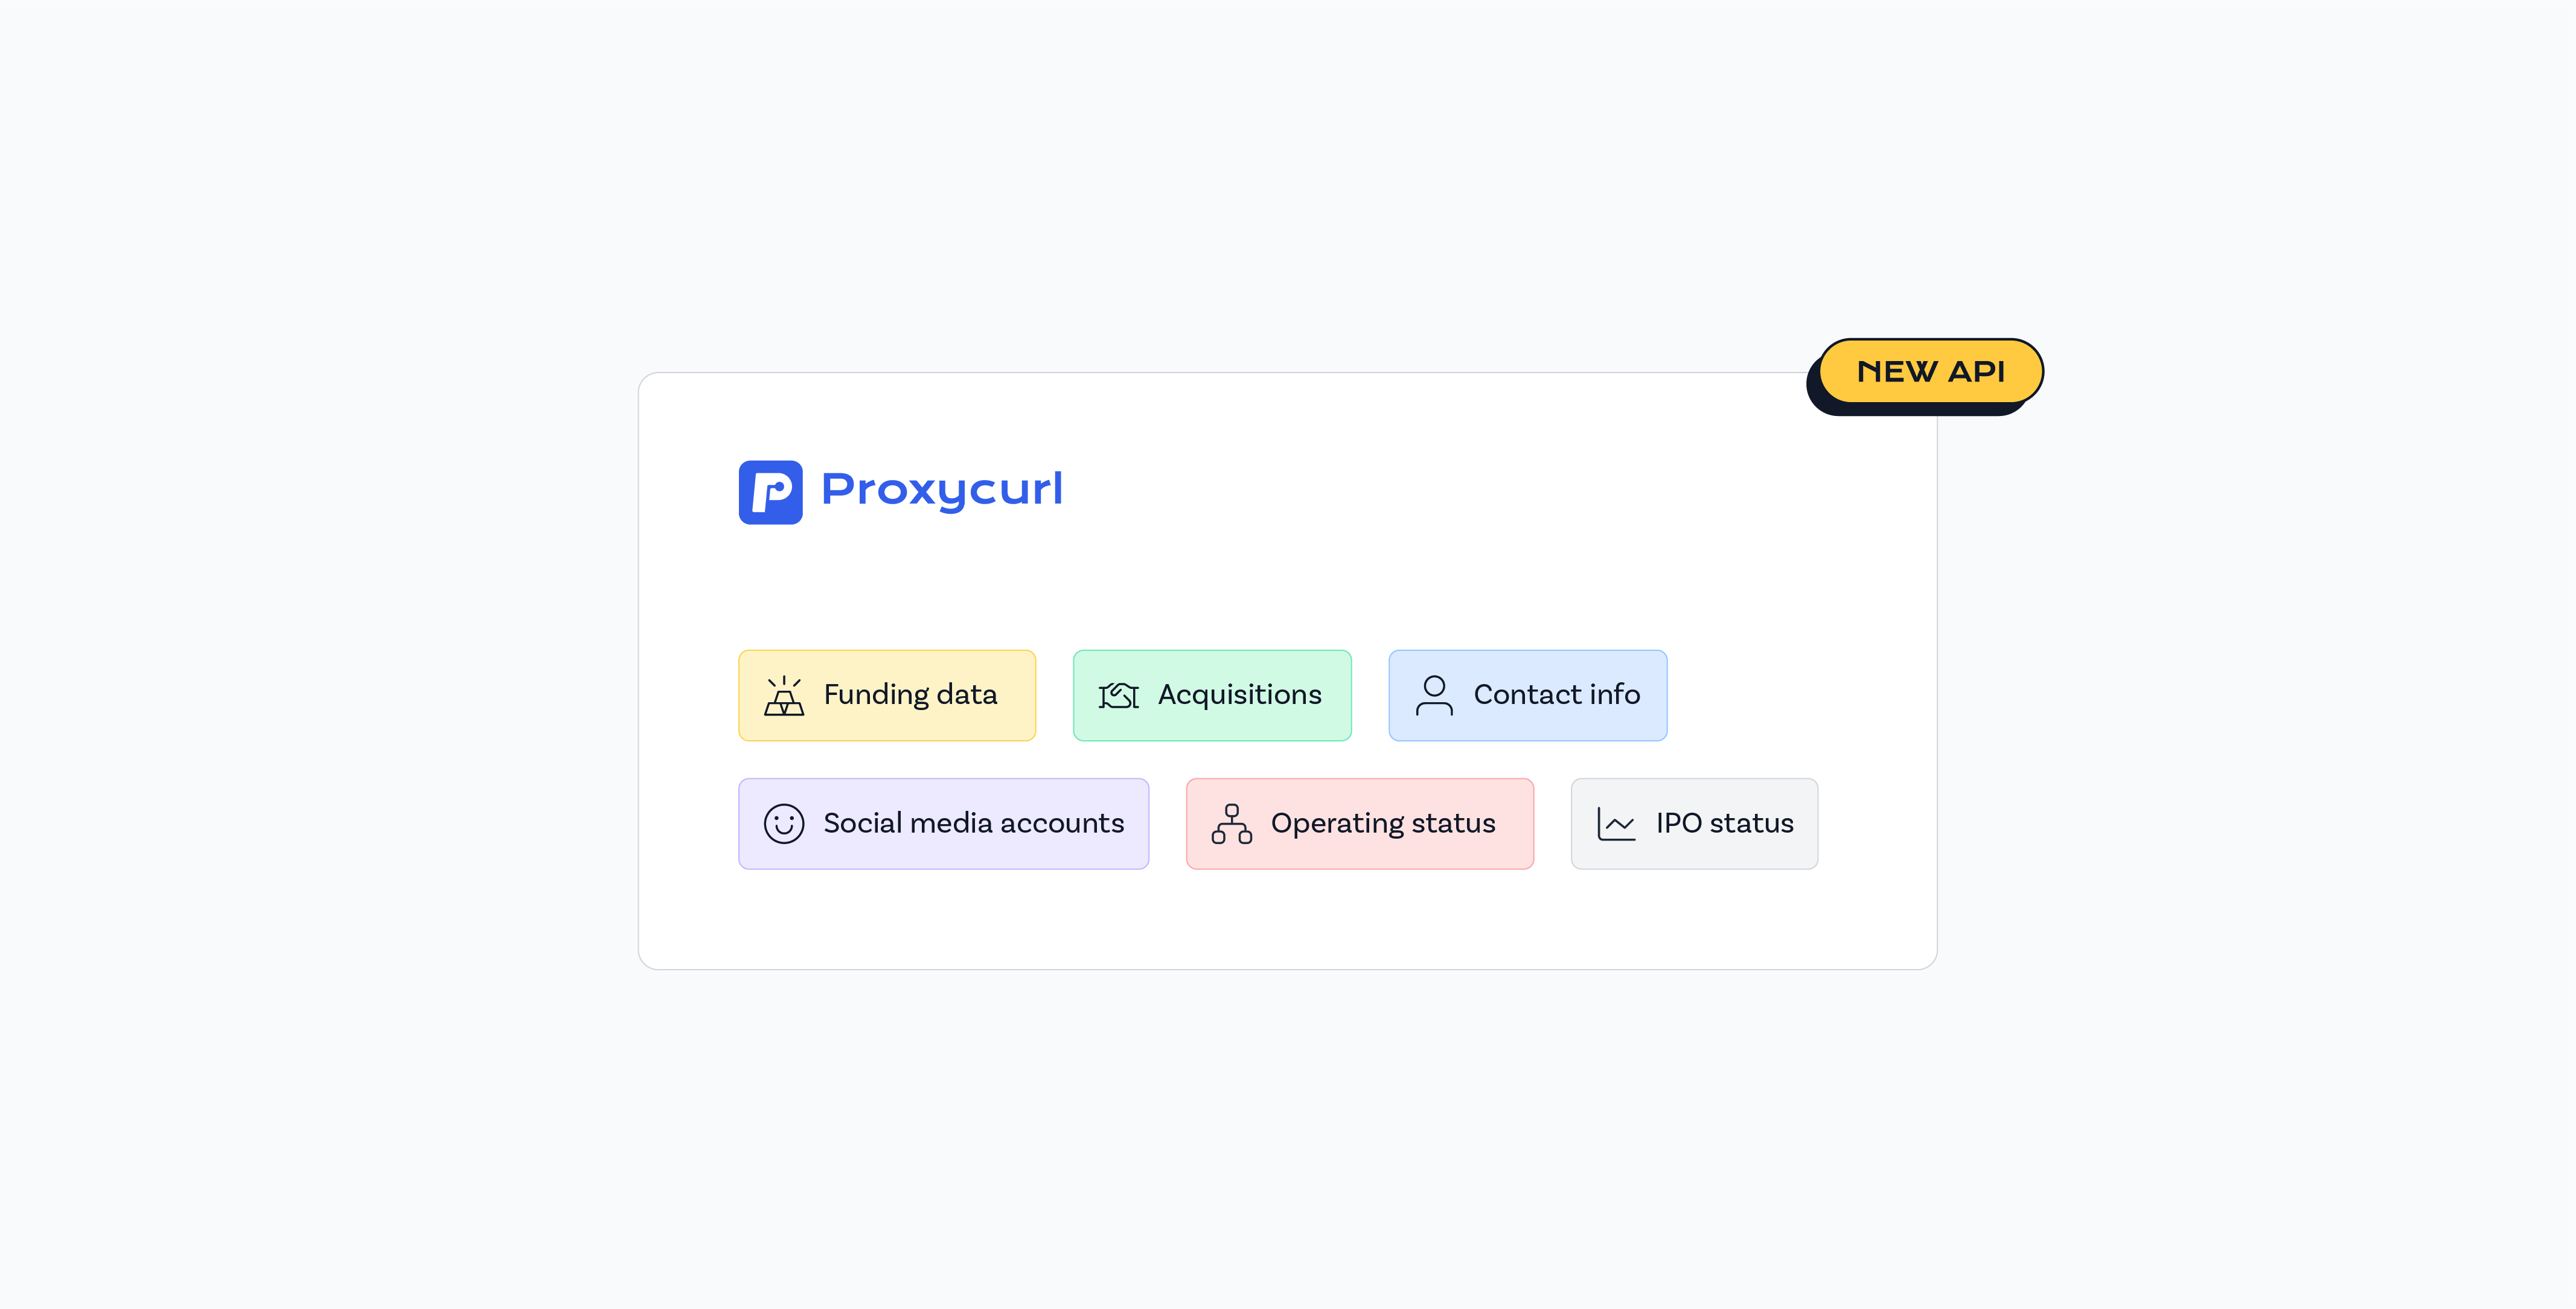 NEW API
Proxycurl
Funding data
Acquisitions
Contact info
Social media accounts
Operating status
IPO status